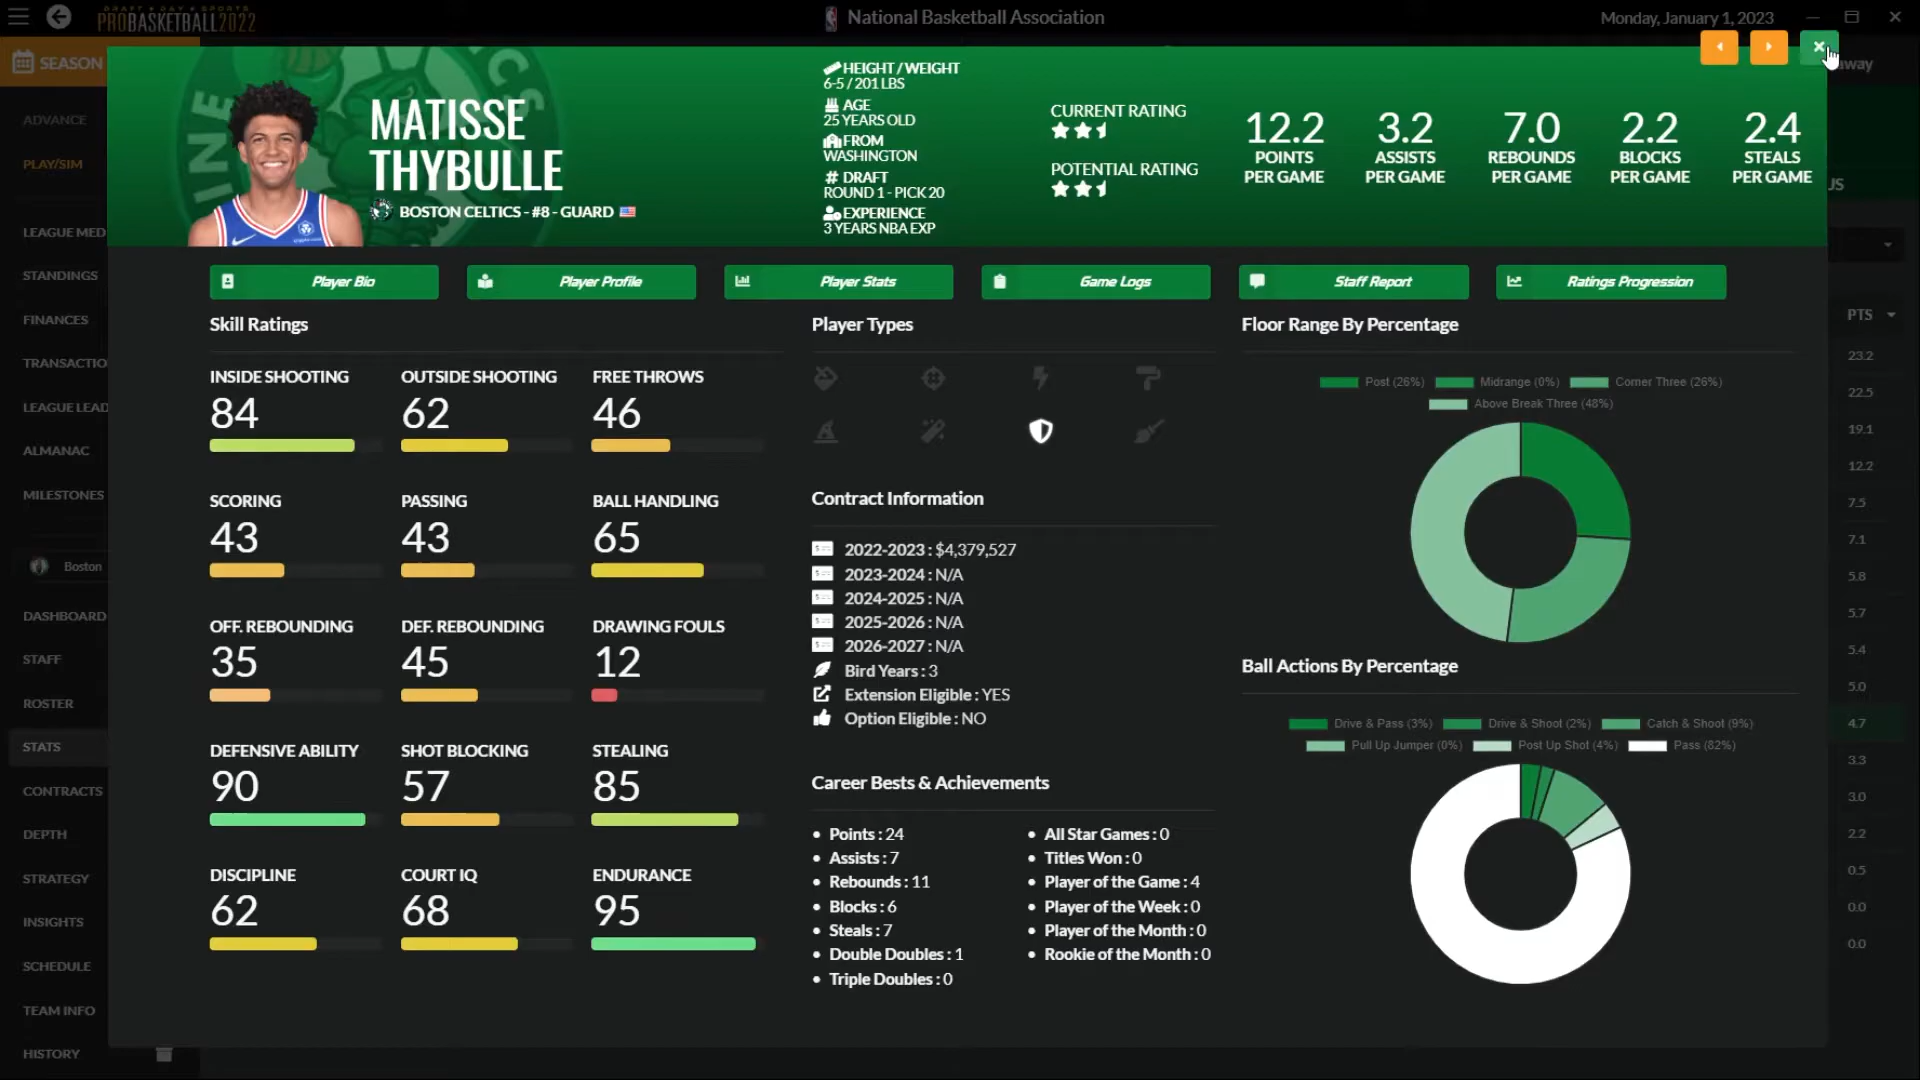 DRAFT DAY SPORTS
PROBASKETBALL2022
National Basketball Association
Monday, January 1, 2023
SEASON
away
ADVANCE
PLAY/SIM
LEAGUE MED
STANDINGS
FINANCES
TRANSACTIO
LEAGUE LEAD
ALMANAC
MILESTONES
Boston
DASHBOARD
STAFF
ROSTER
STATS
CONTRACTS
DEPTH
STRATEGY
INSIGHTS
SCHEDULE
TEAM INFO
HISTORY
MATISSE
THYBULLE
BOSTON CELTICS - #8 - GUARD
HEIGHT / WEIGHT
6-5 / 201 LBS
AGE
25 YEARS OLD
FROM
WASHINGTON
# DRAFT
ROUND 1 - PICK 20
EXPERIENCE
3 YEARS NBA EXP
CURRENT RATING
POTENTIAL RATING
12.2
POINTS
PER GAME
3.2
ASSISTS
PER GAME
7.0
REBOUNDS
PER GAME
2.2
BLOCKS
PER GAME
2.4
STEALS
PER GAME
Player Bio
Player Profile
Player Stats
Game Logs
Staff Report
Ratings Progression
Skill Ratings
INSIDE SHOOTING
84
OUTSIDE SHOOTING
62
FREE THROWS
46
SCORING
43
PASSING
43
BALL HANDLING
65
OFF. REBOUNDING
35
DEF. REBOUNDING
45
DRAWING FOULS
12
DEFENSIVE ABILITY
90
SHOT BLOCKING
57
STEALING
85
DISCIPLINE
62
COURT IQ
68
ENDURANCE
95
Player Types
Contract Information
2022-2023 : $4,379,527
2023-2024 : N/A
2024-2025 : N/A
2025-2026 : N/A
2026-2027 : N/A
Bird Years : 3
Extension Eligible : YES
Option Eligible : NO
Career Bests & Achievements
Points : 24
Assists : 7
Rebounds : 11
Blocks : 6
Steals : 7
Double Doubles : 1
Triple Doubles : 0
All Star Games : 0
Titles Won : 0
Player of the Game : 4
Player of the Week : 0
Player of the Month : 0
Rookie of the Month : 0
Floor Range By Percentage
Post (26%) Midrange (0%) Corner Three (26%)
Above Break Three (48%)
Ball Actions By Percentage
Drive & Pass (3%) Drive & Shoot (2%) Catch & Shoot (9%)
Pull Up Jumper (0%) Post Up Shot (4%) Pass (82%)
US
PTS
23.2
22.5
19.1
12.2
7.5
7.1
5.8
5.7
5.4
5.0
4.7
3.3
3.0
2.2
0.5
0.0
0.0